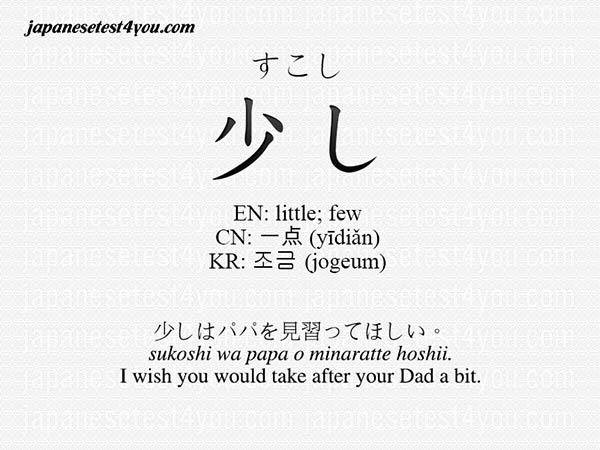 japanesetest4you.com
すこし
少し
EN: little; few
CN: 一点 (yīdiǎn)
KR: 조금 (jogeum)
少しはパパを見習ってほしい。
sukoshi wa papa o minaratte hoshii.
I wish you would take after your Dad a bit.